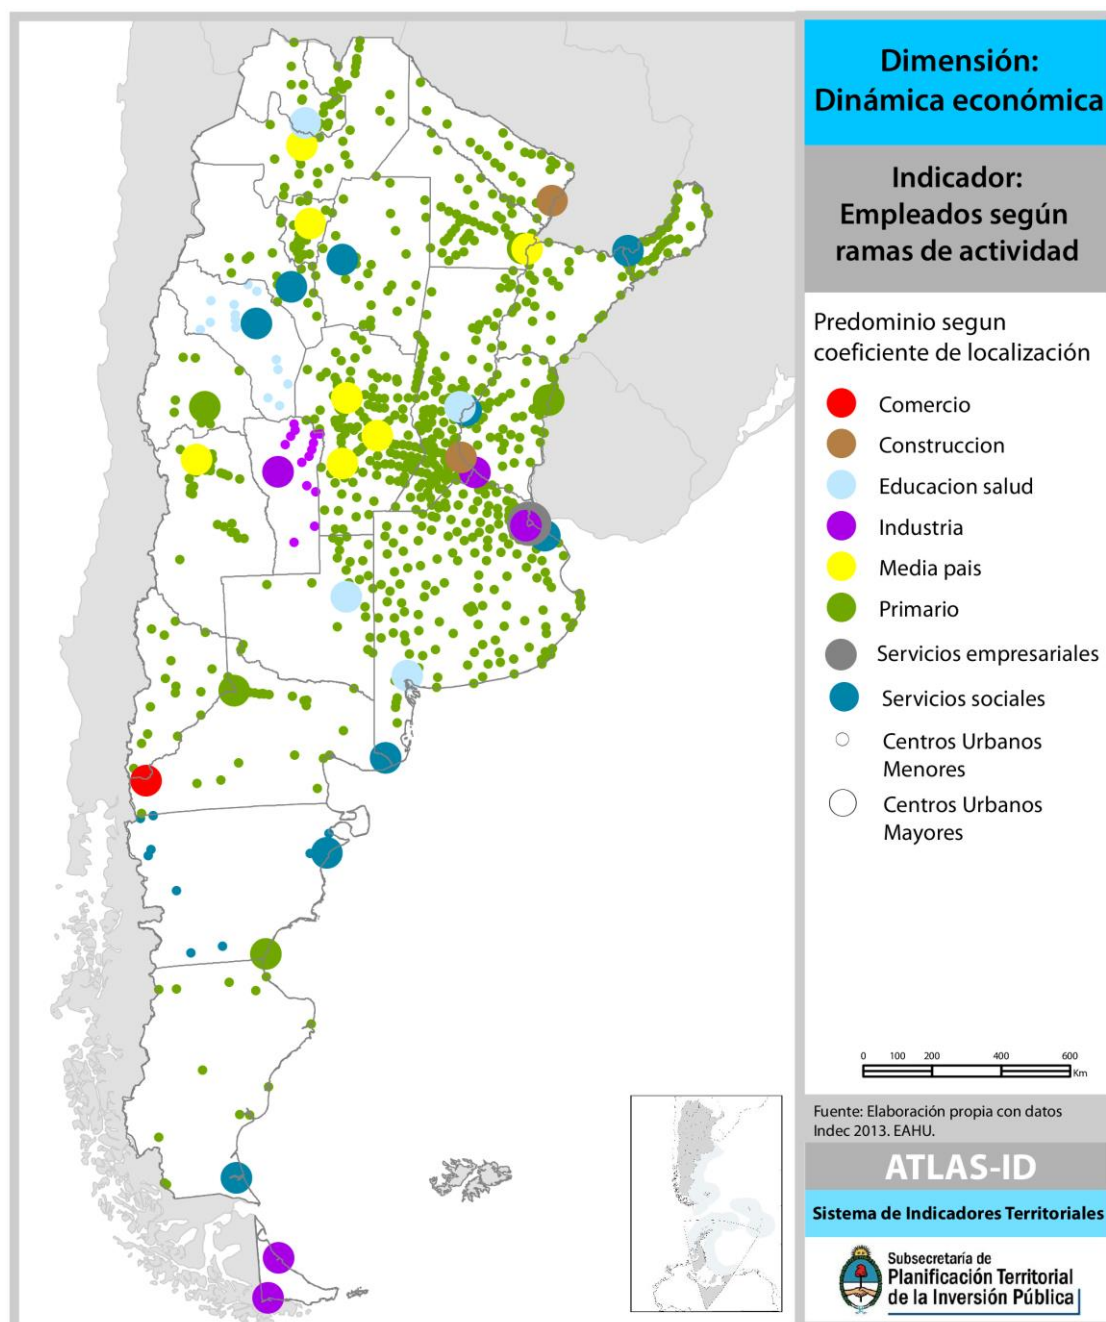 Dimensión:
Dinámica económica
Indicador:
Empleados según
ramas de actividad
Predominio segun
coeficiente de localización
Comercio
Construccion
Educacion salud
Industria
Media pais
Primario
Servicios empresariales
Servicios sociales
Centros Urbanos
Menores
Centros Urbanos
Mayores
0 100 200 400 600
Km
Fuente: Elaboración propia con datos
Indec 2013. EAHU.
ATLAS-ID
Sistema de Indicadores Territoriales
Subsecretaría de
Planificación Territorial
de la Inversión Pública